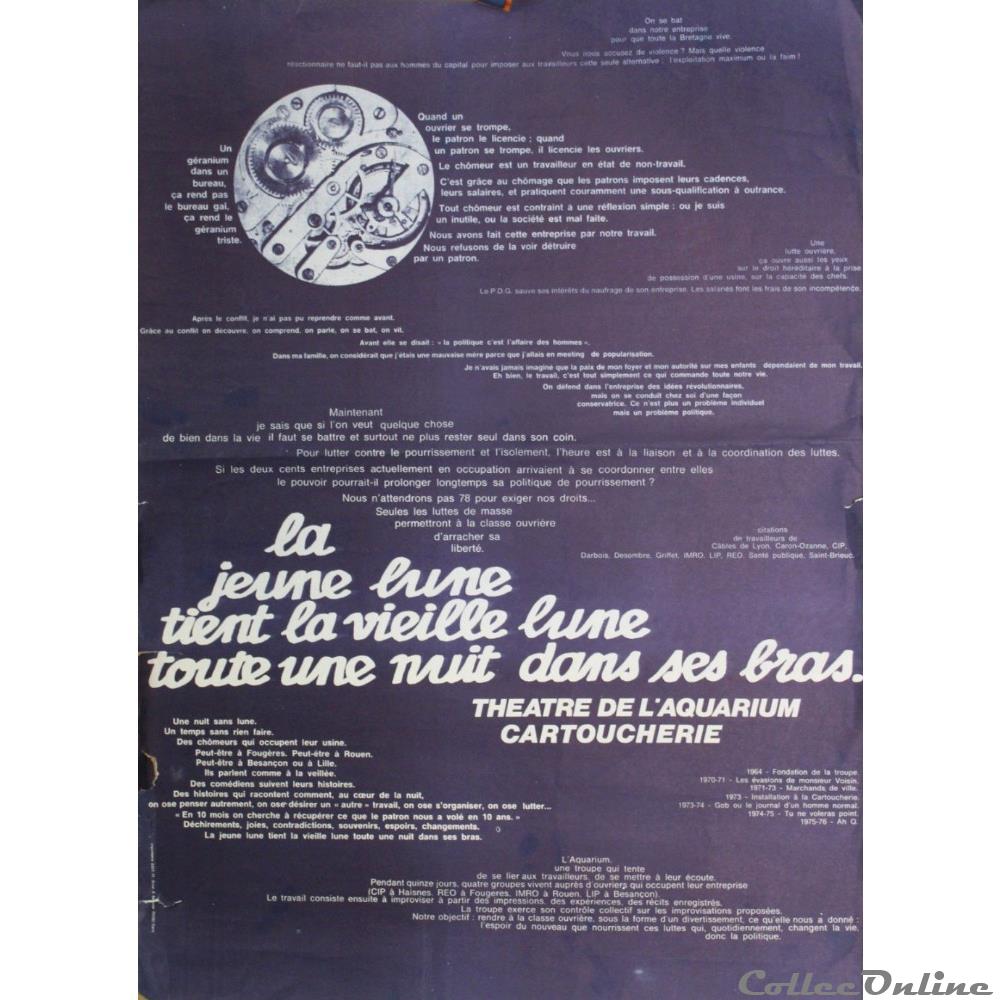 On se bat
dans notre entreprise
pour que toute la Bretagne vive.
Vous nous accusez de violence ? Mais quelle violence
réactionnaire ne faut-il pas aux hommes du capital pour imposer aux travailleurs cette seule alternative : l'exploitation maximum ou la faim !
Un
géranium
dans un
bureau,
ça rend pas
le bureau gai,
ça rend le
géranium
triste.
Quand un
ouvrier se trompe,
le patron le licencie ; quand
un patron se trompe, il licencie les ouvriers.
Le chômeur est un travailleur en état de non-travail.
C'est grâce au chômage que les patrons imposent leurs cadences,
leurs salaires, et pratiquent couramment une sous-qualification à outrance.
Tout chômeur est contraint à une réflexion simple : ou je suis
un inutile, ou la société est mal faite.
Nous avons fait cette entreprise par notre travail.
Nous refusons de la voir détruire
par un patron.
Une
lutte ouvrière,
ça ouvre aussi les yeux
sur le droit héréditaire à la prise
de possession d'une usine, sur la capacité des chefs.
Le P.D.G. sauve ses intérêts du naufrage de son entreprise. Les salariés font les frais de son incompétence.
Après le conflit, je n'ai pas pu reprendre comme avant.
Grâce au conflit on découvre, on comprend, on parle, on se bat, on vit.
Avant elle se disait : « la politique c'est l'affaire des hommes ».
Dans ma famille, on considérait que j'étais une mauvaise mère parce que j'allais en meeting de popularisation.
Je n'avais jamais imaginé que la paix de mon foyer et mon autorité sur mes enfants dépendaient de mon travail.
Eh bien, le travail, c'est tout simplement ce qui commande toute notre vie.
On défend dans l'entreprise des idées révolutionnaires,
mais on se conduit chez soi d'une façon
conservatrice. Ce n'est plus un problème individuel
mais un problème politique.
Maintenant
je sais que si l'on veut quelque chose
de bien dans la vie il faut se battre et surtout ne plus rester seul dans son coin.
Pour lutter contre le pourrissement et l'isolement, l'heure est à la liaison et à la coordination des luttes.
Si les deux cents entreprises actuellement en occupation arrivaient à se coordonner entre elles
le pouvoir pourrait-il prolonger longtemps sa politique de pourrissement ?
Nous n'attendrons pas 78 pour exiger nos droits...
Seules les luttes de masse
permettront à la classe ouvrière
d'arracher sa
liberté.
citations
de travailleurs de
Câbles de Lyon, Caron-Ozanne, CIP,
Darbois, Desombre, Griffet, IMRO, LIP, REO, Santé publique, Saint-Brieuc.
la
jeune lune
tient la vieille lune
toute une nuit dans ses bras.
THEATRE DE L'AQUARIUM
CARTOUCHERIE
Une nuit sans lune.
Un temps sans rien faire.
Des chômeurs qui occupent leur usine.
Peut-être à Fougères. Peut-être à Rouen.
Peut-être à Besançon ou à Lille.
Ils parlent comme à la veillée.
Des comédiens suivent leurs histoires.
Des histoires qui racontent comment, au cœur de la nuit,
on ose penser autrement, on ose désirer un « autre » travail, on ose s'organiser, on ose lutter...
« En 10 mois on cherche à récupérer ce que le patron nous a volé en 10 ans. »
Déchirements, joies, contradictions, souvenirs, espoirs, changements.
La jeune lune tient la vieille lune toute une nuit dans ses bras.
1964 - Fondation de la troupe.
1970-71 - Les évasions de monsieur Voisin.
1971-73 - Marchands de ville.
1973 - Installation à la Cartoucherie.
1973-74 - Gob ou le journal d'un homme normal.
1974-75 - Tu ne voleras point.
1975-76 - Ah Q.
L'Aquarium,
une troupe qui tente
de se lier aux travailleurs, de se mettre à leur écoute.
Pendant quinze jours, quatre groupes vivent auprès d'ouvriers qui occupent leur entreprise
(CIP à Haisnes, REO à Fougères, IMRO à Rouen, LIP à Besançon)
Le travail consiste ensuite à improviser à partir des impressions, des expériences, des récits enregistrés.
La troupe exerce son contrôle collectif sur les improvisations proposées.
Notre objectif : rendre à la classe ouvrière, sous la forme d'un divertissement, ce qu'elle nous a donné :
l'espoir du nouveau que nourrissent ces luttes qui, quotidiennement, changent la vie,
donc la politique.
CollecOnline